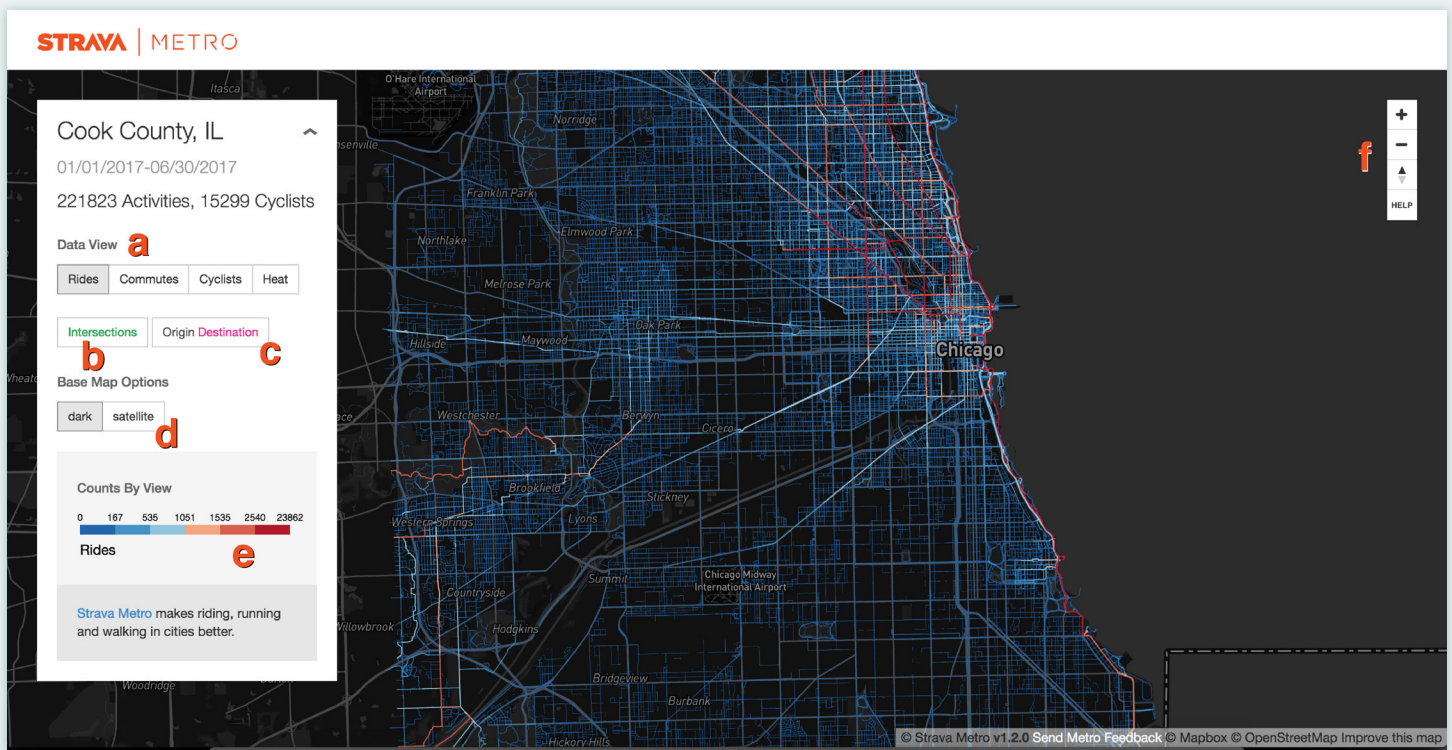 STRAVA | METRO
Cook County, IL
01/01/2017-06/30/2017
221823 Activities, 15299 Cyclists
Data View a
Rides Commutes Cyclists Heat
Intersections Origin Destination
b c
Base Map Options
dark satellite
d
Counts By View
0 167 535 1051 1535 2540 23862
Rides
e
Strava Metro makes riding, running
and walking in cities better.
Itasca
O'Hare International
Airport
Norridge
nsenville
Franklin Park
Northlake
Elmwood Park
Melrose Park
Oak Park
Hillside
Maywood
Chicago
Wheato
ace
Westchester
Berwyn
Cicero
Brookfield
Stickney
Western Springs
Lyons
Summit
Chicago Midway
International Airport
Countryside
Willowbrook
Hodgkins
Woodridge
Bridgeview
Burbank
Hickory Hills
f
+
−
HELP
© Strava Metro v1.2.0 Send Metro Feedback © Mapbox © OpenStreetMap Improve this map